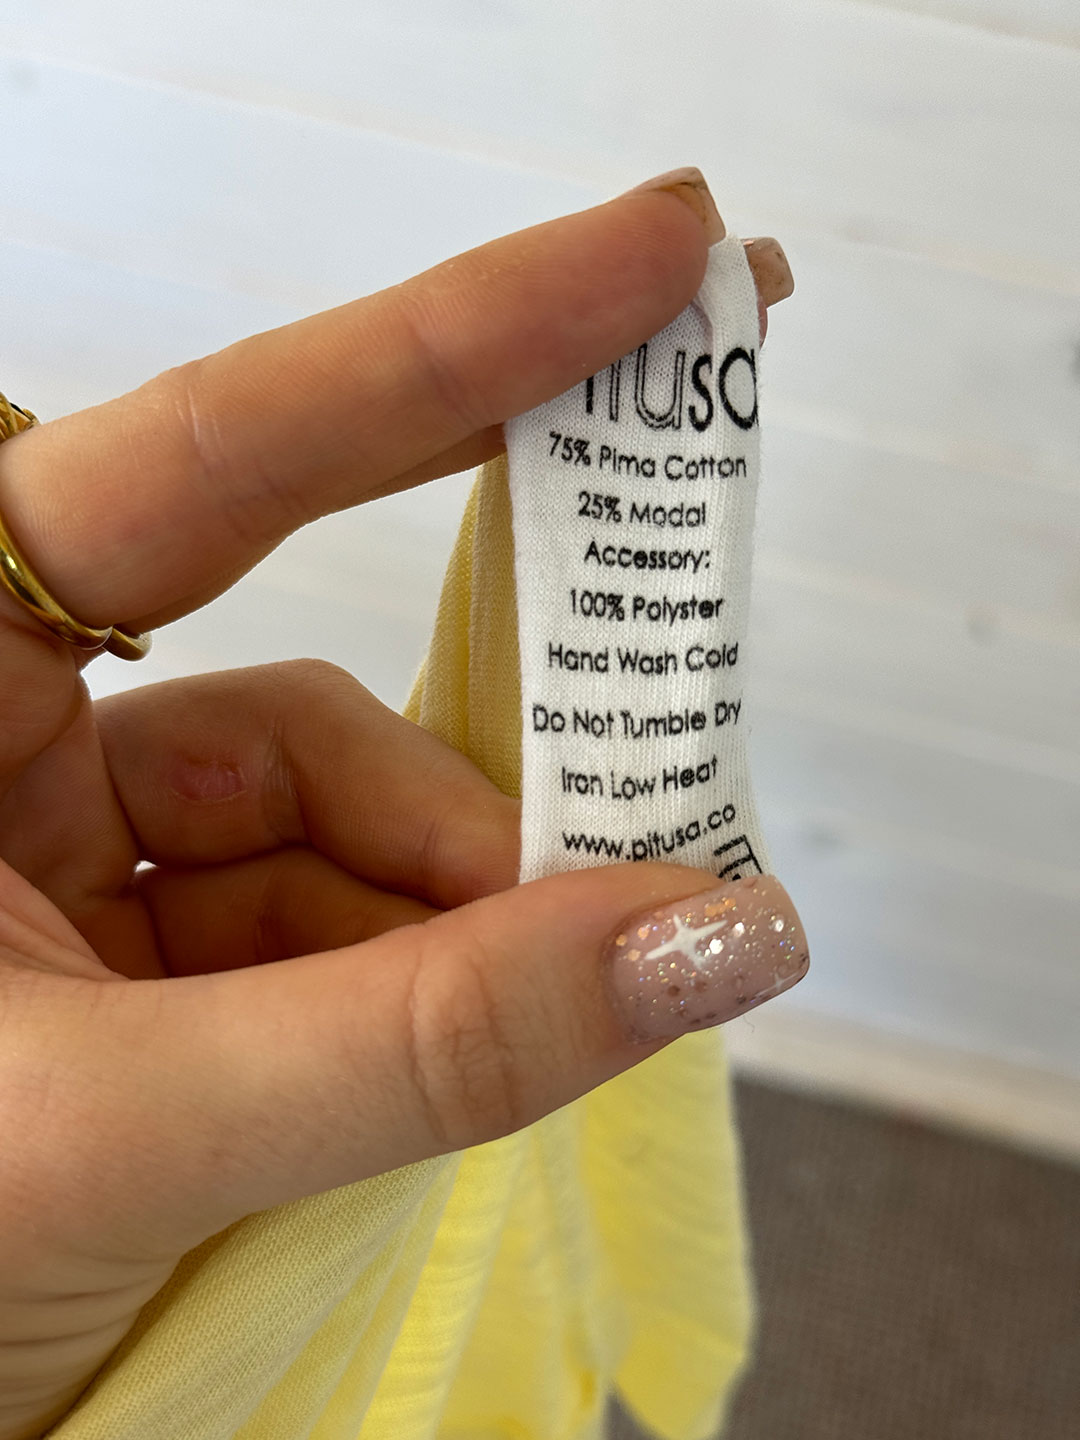 itusa
75% Pima Cotton
25% Modal
Accessory:
100% Polyster
Hand Wash Cold
Do Not Tumble Dry
Iron Low Heat
www.pitusa.co